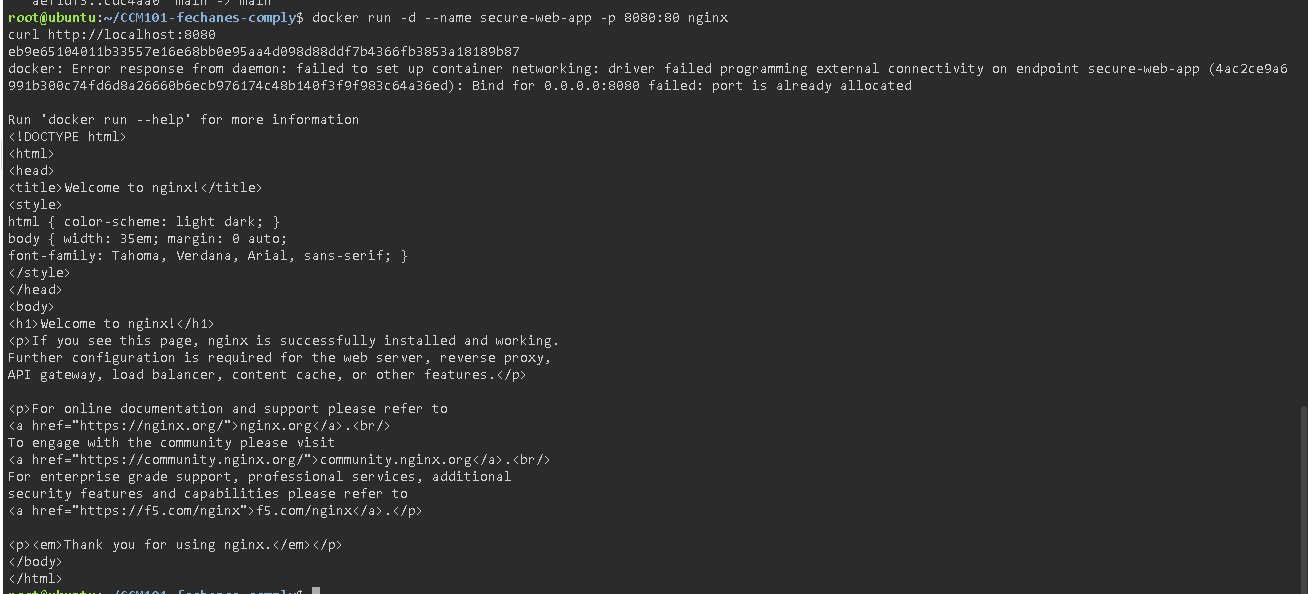 root@ubuntu:~/CCM101-fechanes-comply$ docker run -d --name secure-web-app -p 8080:80 nginx
curl http://localhost:8080
eb9e65104011b33557e16e68bb0e95aa4d098d88ddf7b4366fb3853a18189b87
docker: Error response from daemon: failed to set up container networking: driver failed programming external connectivity on endpoint secure-web-app (4ac2ce9a6
991b300c74fd6d8a26660b6ecb976174c48b140f3f9f983c64a36ed): Bind for 0.0.0.0:8080 failed: port is already allocated
Run 'docker run --help' for more information
<!DOCTYPE html>
<html>
<head>
<title>Welcome to nginx!</title>
<style>
html { color-scheme: light dark; }
body { width: 35em; margin: 0 auto;
font-family: Tahoma, Verdana, Arial, sans-serif; }
</style>
</head>
<body>
<h1>Welcome to nginx!</h1>
<p>If you see this page, nginx is successfully installed and working.
Further configuration is required for the web server, reverse proxy,
API gateway, load balancer, content cache, or other features.</p>
<p>For online documentation and support please refer to
<a href="https://nginx.org/">nginx.org</a>.<br/>
To engage with the community please visit
<a href="https://community.nginx.org/">community.nginx.org</a>.<br/>
For enterprise grade support, professional services, additional
security features and capabilities please refer to
<a href="https://f5.com/nginx">f5.com/nginx</a>.</p>
<p><em>Thank you for using nginx.</em></p>
</body>
</html>
root@ubuntu:~/CCM101-fechanes-comply$